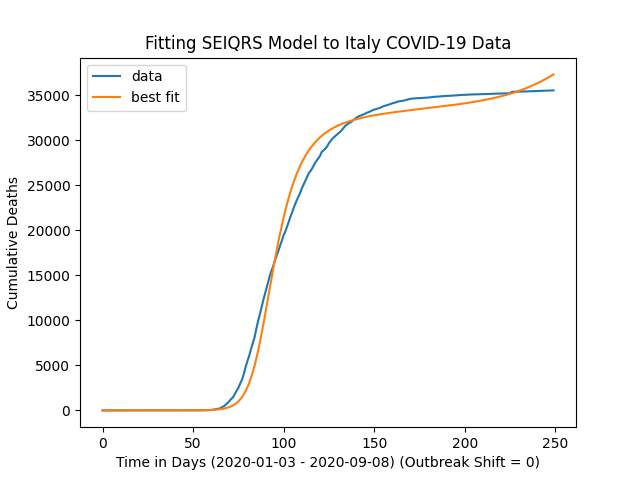 Fitting SEIQRS Model to Italy COVID-19 Data
data
best fit
35000
30000
25000
20000
15000
10000
5000
0
Cumulative Deaths
0 50 100 150 200 250
Time in Days (2020-01-03 - 2020-09-08) (Outbreak Shift = 0)